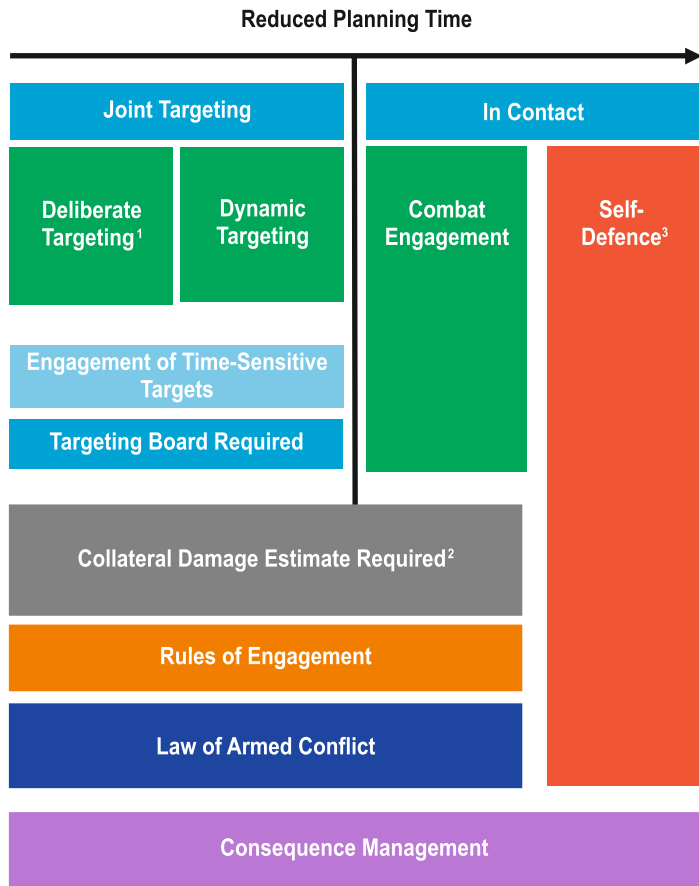 Reduced Planning Time
Joint Targeting
In Contact
Deliberate
Targeting¹
Dynamic
Targeting
Combat
Engagement
Self-
Defence³
Engagement of Time-Sensitive
Targets
Targeting Board Required
Collateral Damage Estimate Required²
Rules of Engagement
Law of Armed Conflict
Consequence Management